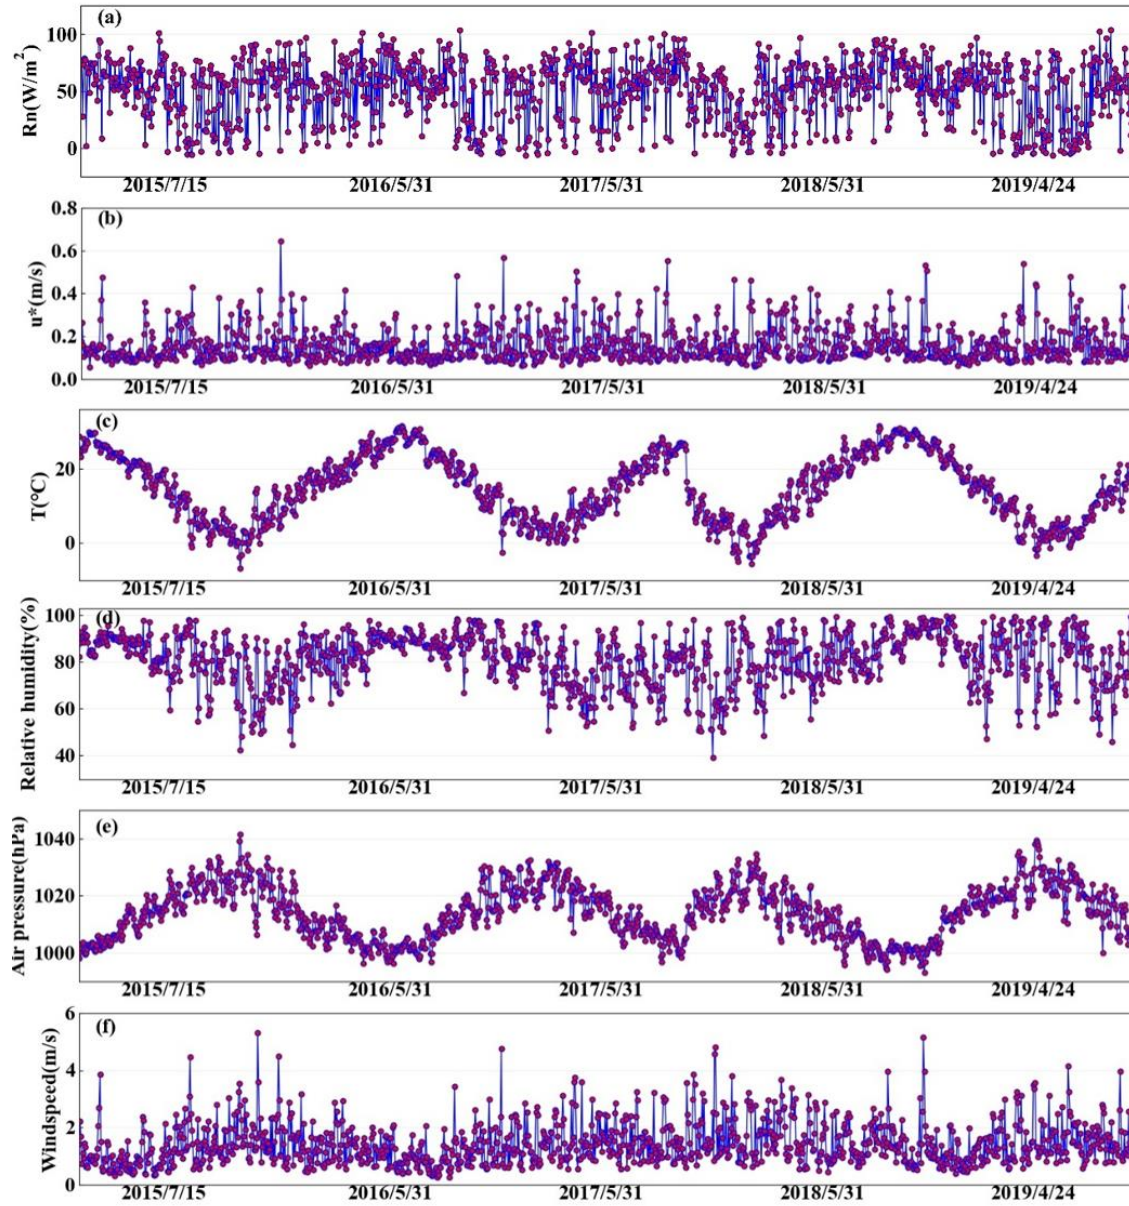 (a)
Rn(W/m²)
100
50
0
2015/7/15 2016/5/31 2017/5/31 2018/5/31 2019/4/24
(b)
u*(m/s)
0.8
0.6
0.4
0.2
0.0
2015/7/15 2016/5/31 2017/5/31 2018/5/31 2019/4/24
(c)
T(°C)
20
0
2015/7/15 2016/5/31 2017/5/31 2018/5/31 2019/4/24
(d)
Relative humidity(%)
100
80
60
40
2015/7/15 2016/5/31 2017/5/31 2018/5/31 2019/4/24
(e)
Air pressure(hPa)
1040
1020
1000
2015/7/15 2016/5/31 2017/5/31 2018/5/31 2019/4/24
(f)
Windspeed(m/s)
6
4
2
0
2015/7/15 2016/5/31 2017/5/31 2018/5/31 2019/4/24